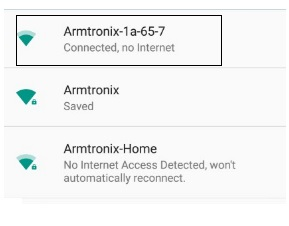 Armtronix-1a-65-7
Connected, no Internet
Armtronix
Saved
Armtronix-Home
No Internet Access Detected, won't
automatically reconnect.